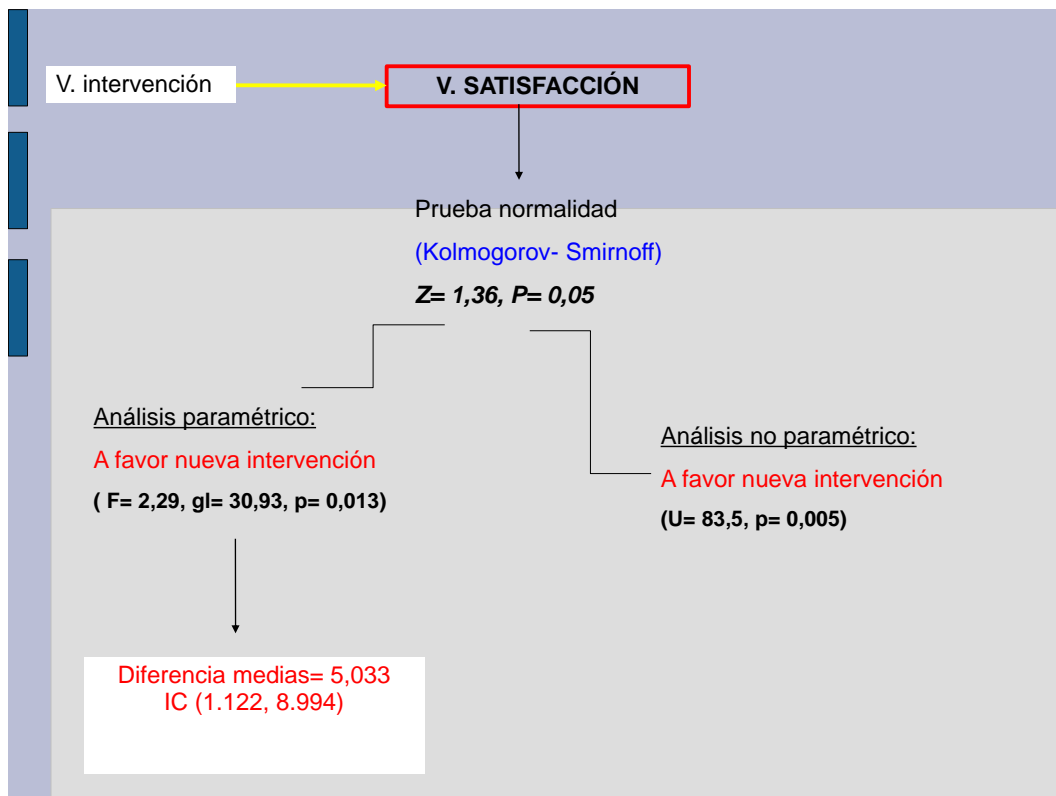 V. intervención
V. SATISFACCIÓN
Prueba normalidad
(Kolmogorov- Smirnoff)
Z= 1,36, P= 0,05
Análisis paramétrico:
A favor nueva intervención
( F= 2,29, gl= 30,93, p= 0,013)
Análisis no paramétrico:
A favor nueva intervención
(U= 83,5, p= 0,005)
Diferencia medias= 5,033
IC (1.122, 8.994)